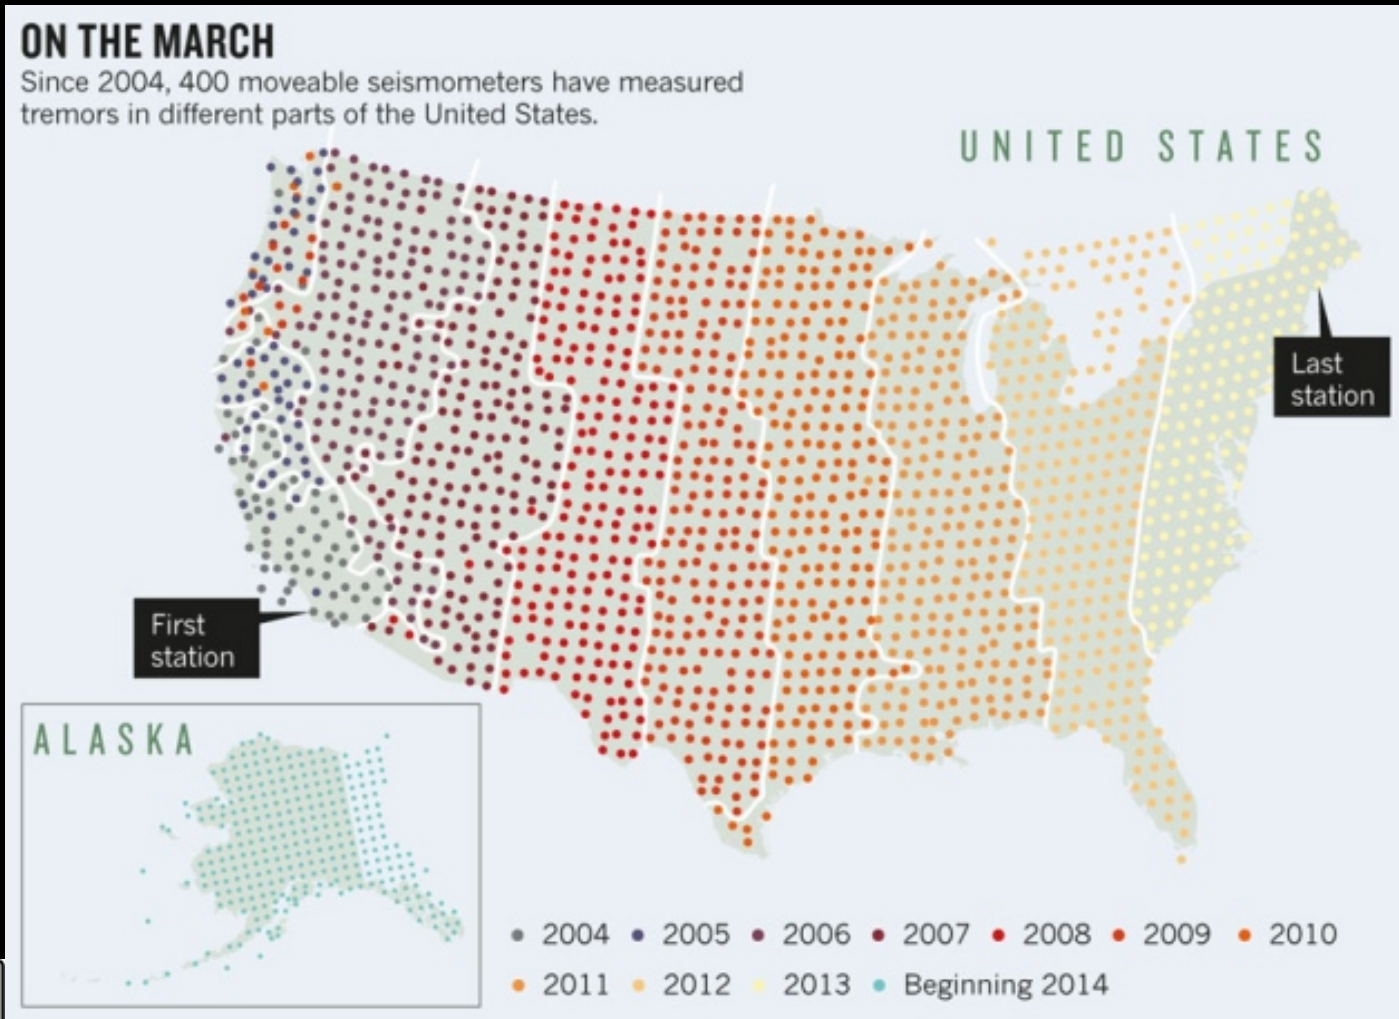 ON THE MARCH
Since 2004, 400 moveable seismometers have measured
tremors in different parts of the United States.
UNITED STATES
Last
station
First
station
ALASKA
2004 2005 2006 2007 2008 2009 2010
2011 2012 2013 Beginning 2014